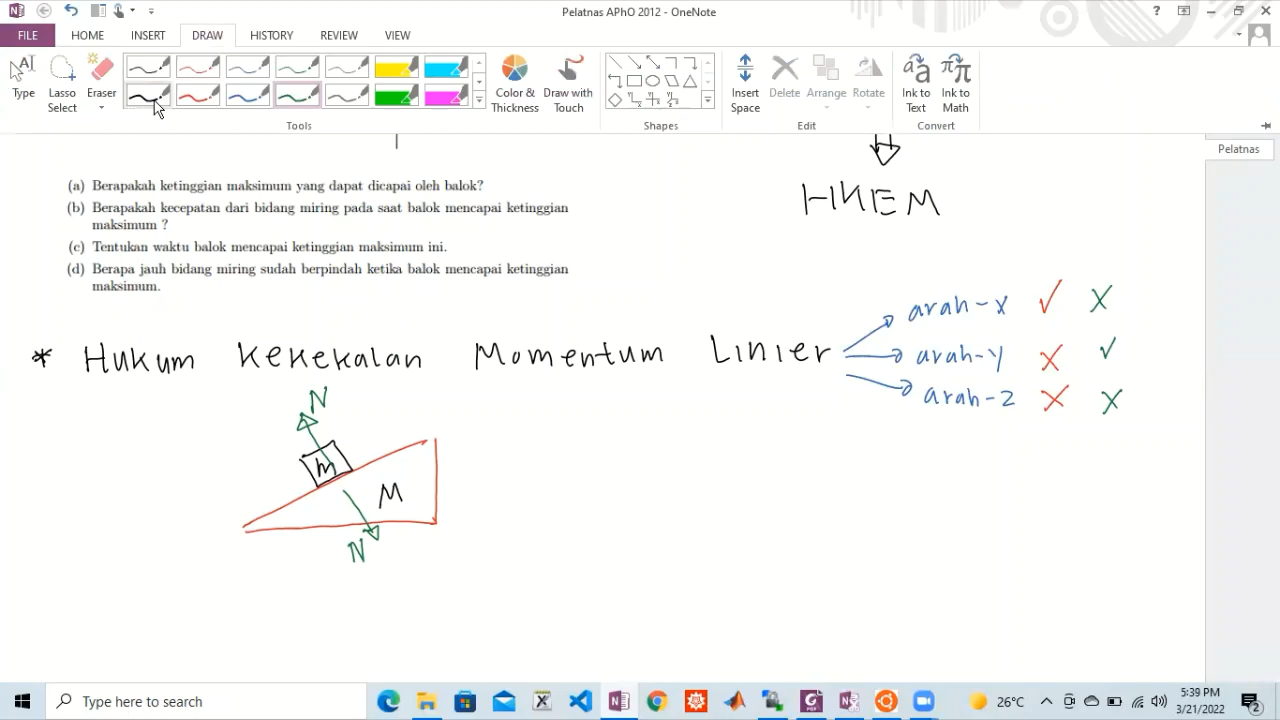 Pelatnas APhO 2012 - OneNote
?
FILE
HOME
INSERT
DRAW
HISTORY
REVIEW
VIEW
Type
Lasso Select
Eraser
Color & Thickness
Draw with Touch
Insert Space
Delete
Arrange
Rotate
Ink to Text
Ink to Math
Tools
Shapes
Edit
Convert
Pelatnas
HKEM
(a) Berapakah ketinggian maksimum yang dapat dicapai oleh balok?
(b) Berapakah kecepatan dari bidang miring pada saat balok mencapai ketinggian
maksimum ?
(c) Tentukan waktu balok mencapai ketinggian maksimum ini.
(d) Berapa jauh bidang miring sudah berpindah ketika balok mencapai ketinggian
maksimum.
* Hukum Kekekalan Momentum Linier
arah-x ✓ X
arah-y X ✓
arah-z X X
N
m
M
N
Type here to search
26°C
5:39 PM
3/21/2022
2